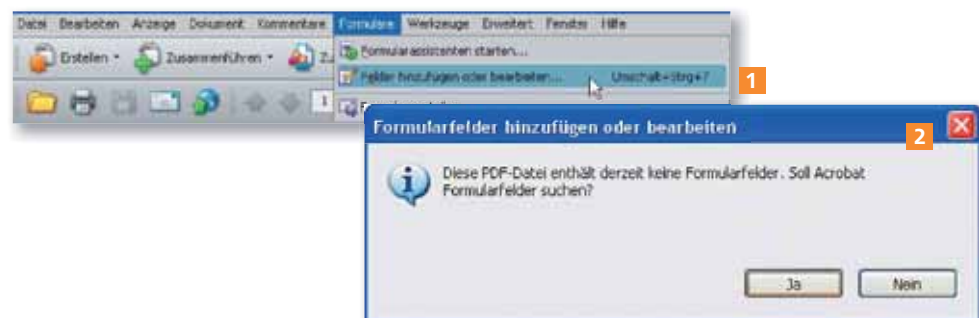 Datei Bearbeiten Anzeige Dokument Kommentare Formulare Werkzeuge Erweitert Fenster Hilfe
Erstellen Zusammenführen
Formularassistenten starten...
Felder hinzufügen oder bearbeiten... Umschalt+Strg+7
1
1
Formularfelder hinzufügen oder bearbeiten
2
Diese PDF-Datei enthält derzeit keine Formularfelder. Soll Acrobat
Formularfelder suchen?
Ja Nein